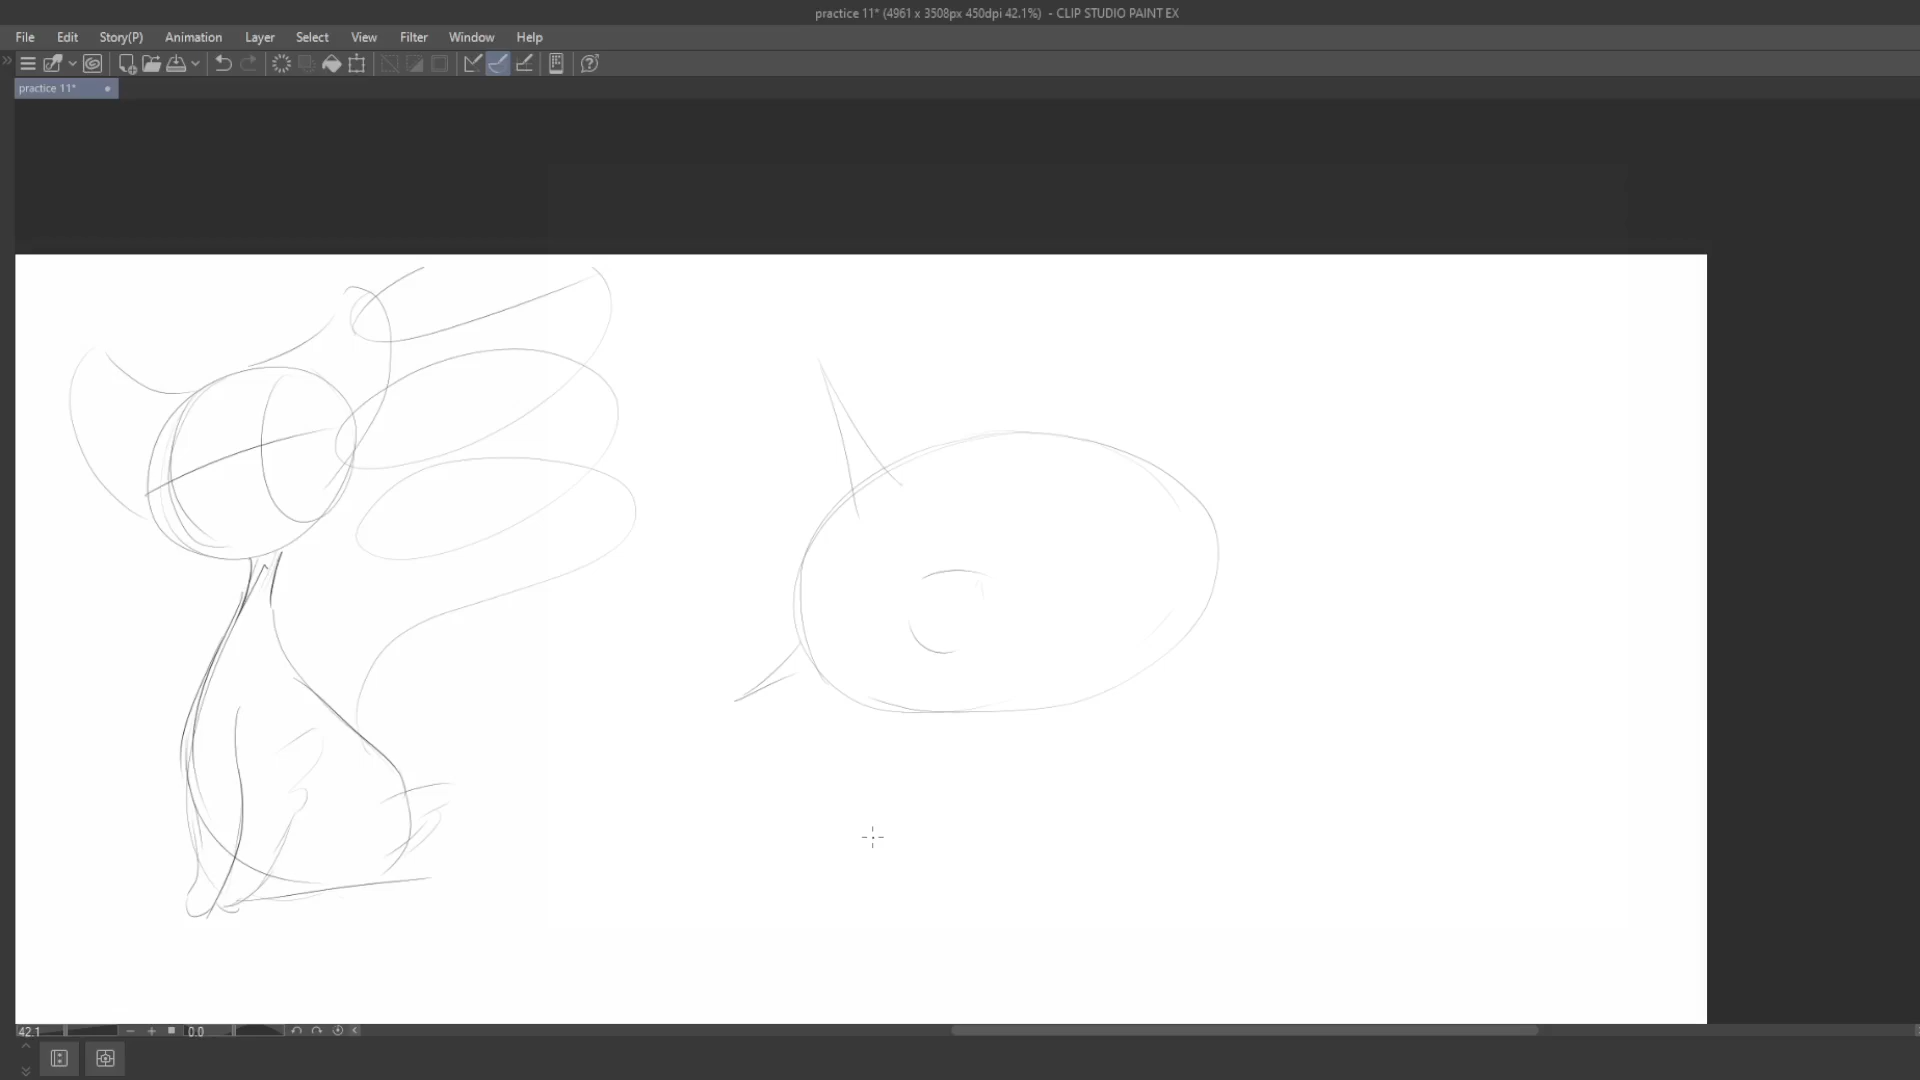 practice 11* (4961 x 3508px 450dpi 42.1%) - CLIP STUDIO PAINT EX
File Edit Story(P) Animation Layer Select View Filter Window Help
practice 11*
42.1 0.0